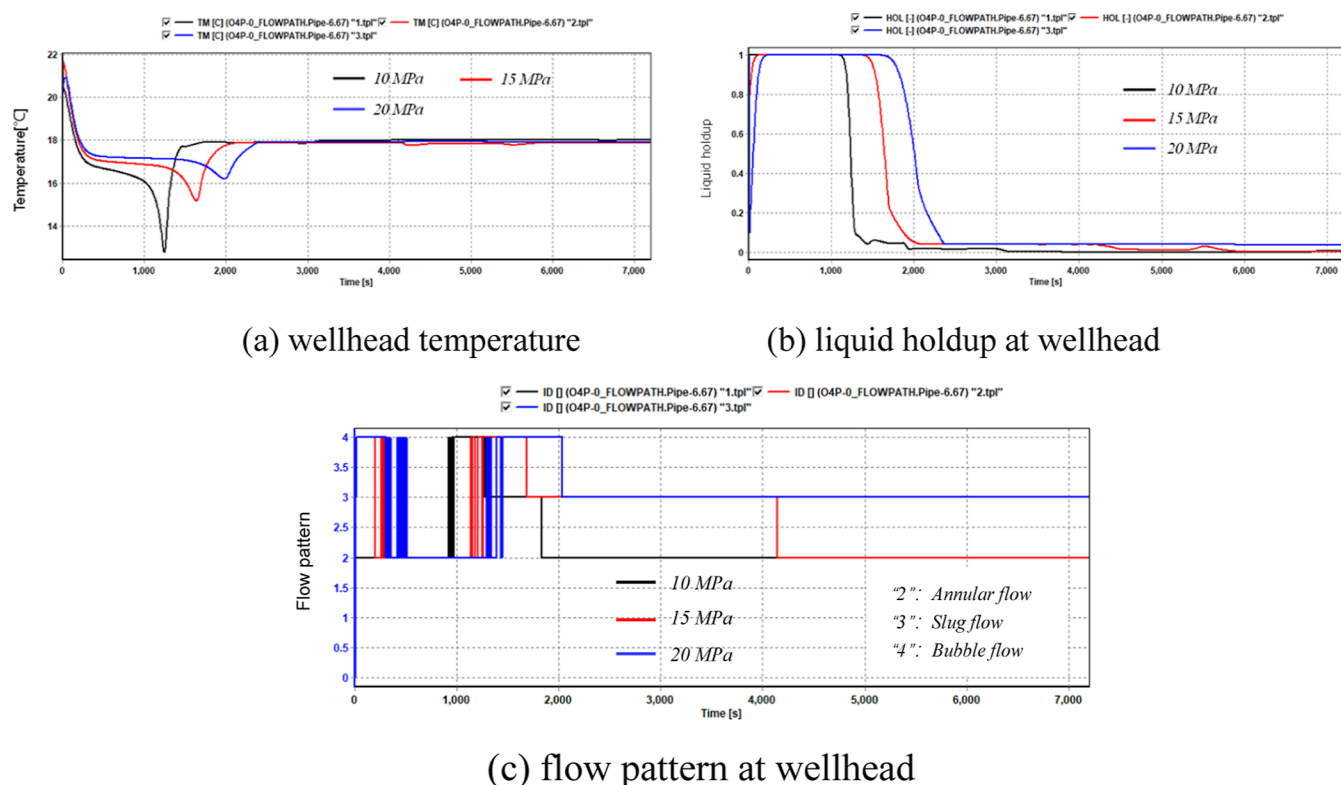 TM [C] (O4P-0_FLOWPATH.Pipe-6.67) "1.tpl" TM [C] (O4P-0_FLOWPATH.Pipe-6.67) "2.tpl"
TM [C] (O4P-0_FLOWPATH.Pipe-6.67) "3.tpl"
22
20
18
16
14
Temperature[℃]
10 MPa
15 MPa
20 MPa
0 1,000 2,000 3,000 4,000 5,000 6,000 7,000
Time [s]
(a) wellhead temperature
HOL [-] (O4P-0_FLOWPATH.Pipe-6.67) "1.tpl" HOL [-] (O4P-0_FLOWPATH.Pipe-6.67) "2.tpl"
HOL [-] (O4P-0_FLOWPATH.Pipe-6.67) "3.tpl"
1
0.8
0.6
0.4
0.2
0
Liquid holdup
10 MPa
15 MPa
20 MPa
0 1,000 2,000 3,000 4,000 5,000 6,000 7,000
Time [s]
(b) liquid holdup at wellhead
ID [] (O4P-0_FLOWPATH.Pipe-6.67) "1.tpl" ID [] (O4P-0_FLOWPATH.Pipe-6.67) "2.tpl"
ID [] (O4P-0_FLOWPATH.Pipe-6.67) "3.tpl"
4
3.5
3
2.5
2
1.5
1
0.5
0
Flow pattern
10 MPa
15 MPa
20 MPa
“2”: Annular flow
“3”: Slug flow
“4”: Bubble flow
0 1,000 2,000 3,000 4,000 5,000 6,000 7,000
Time [s]
(c) flow pattern at wellhead